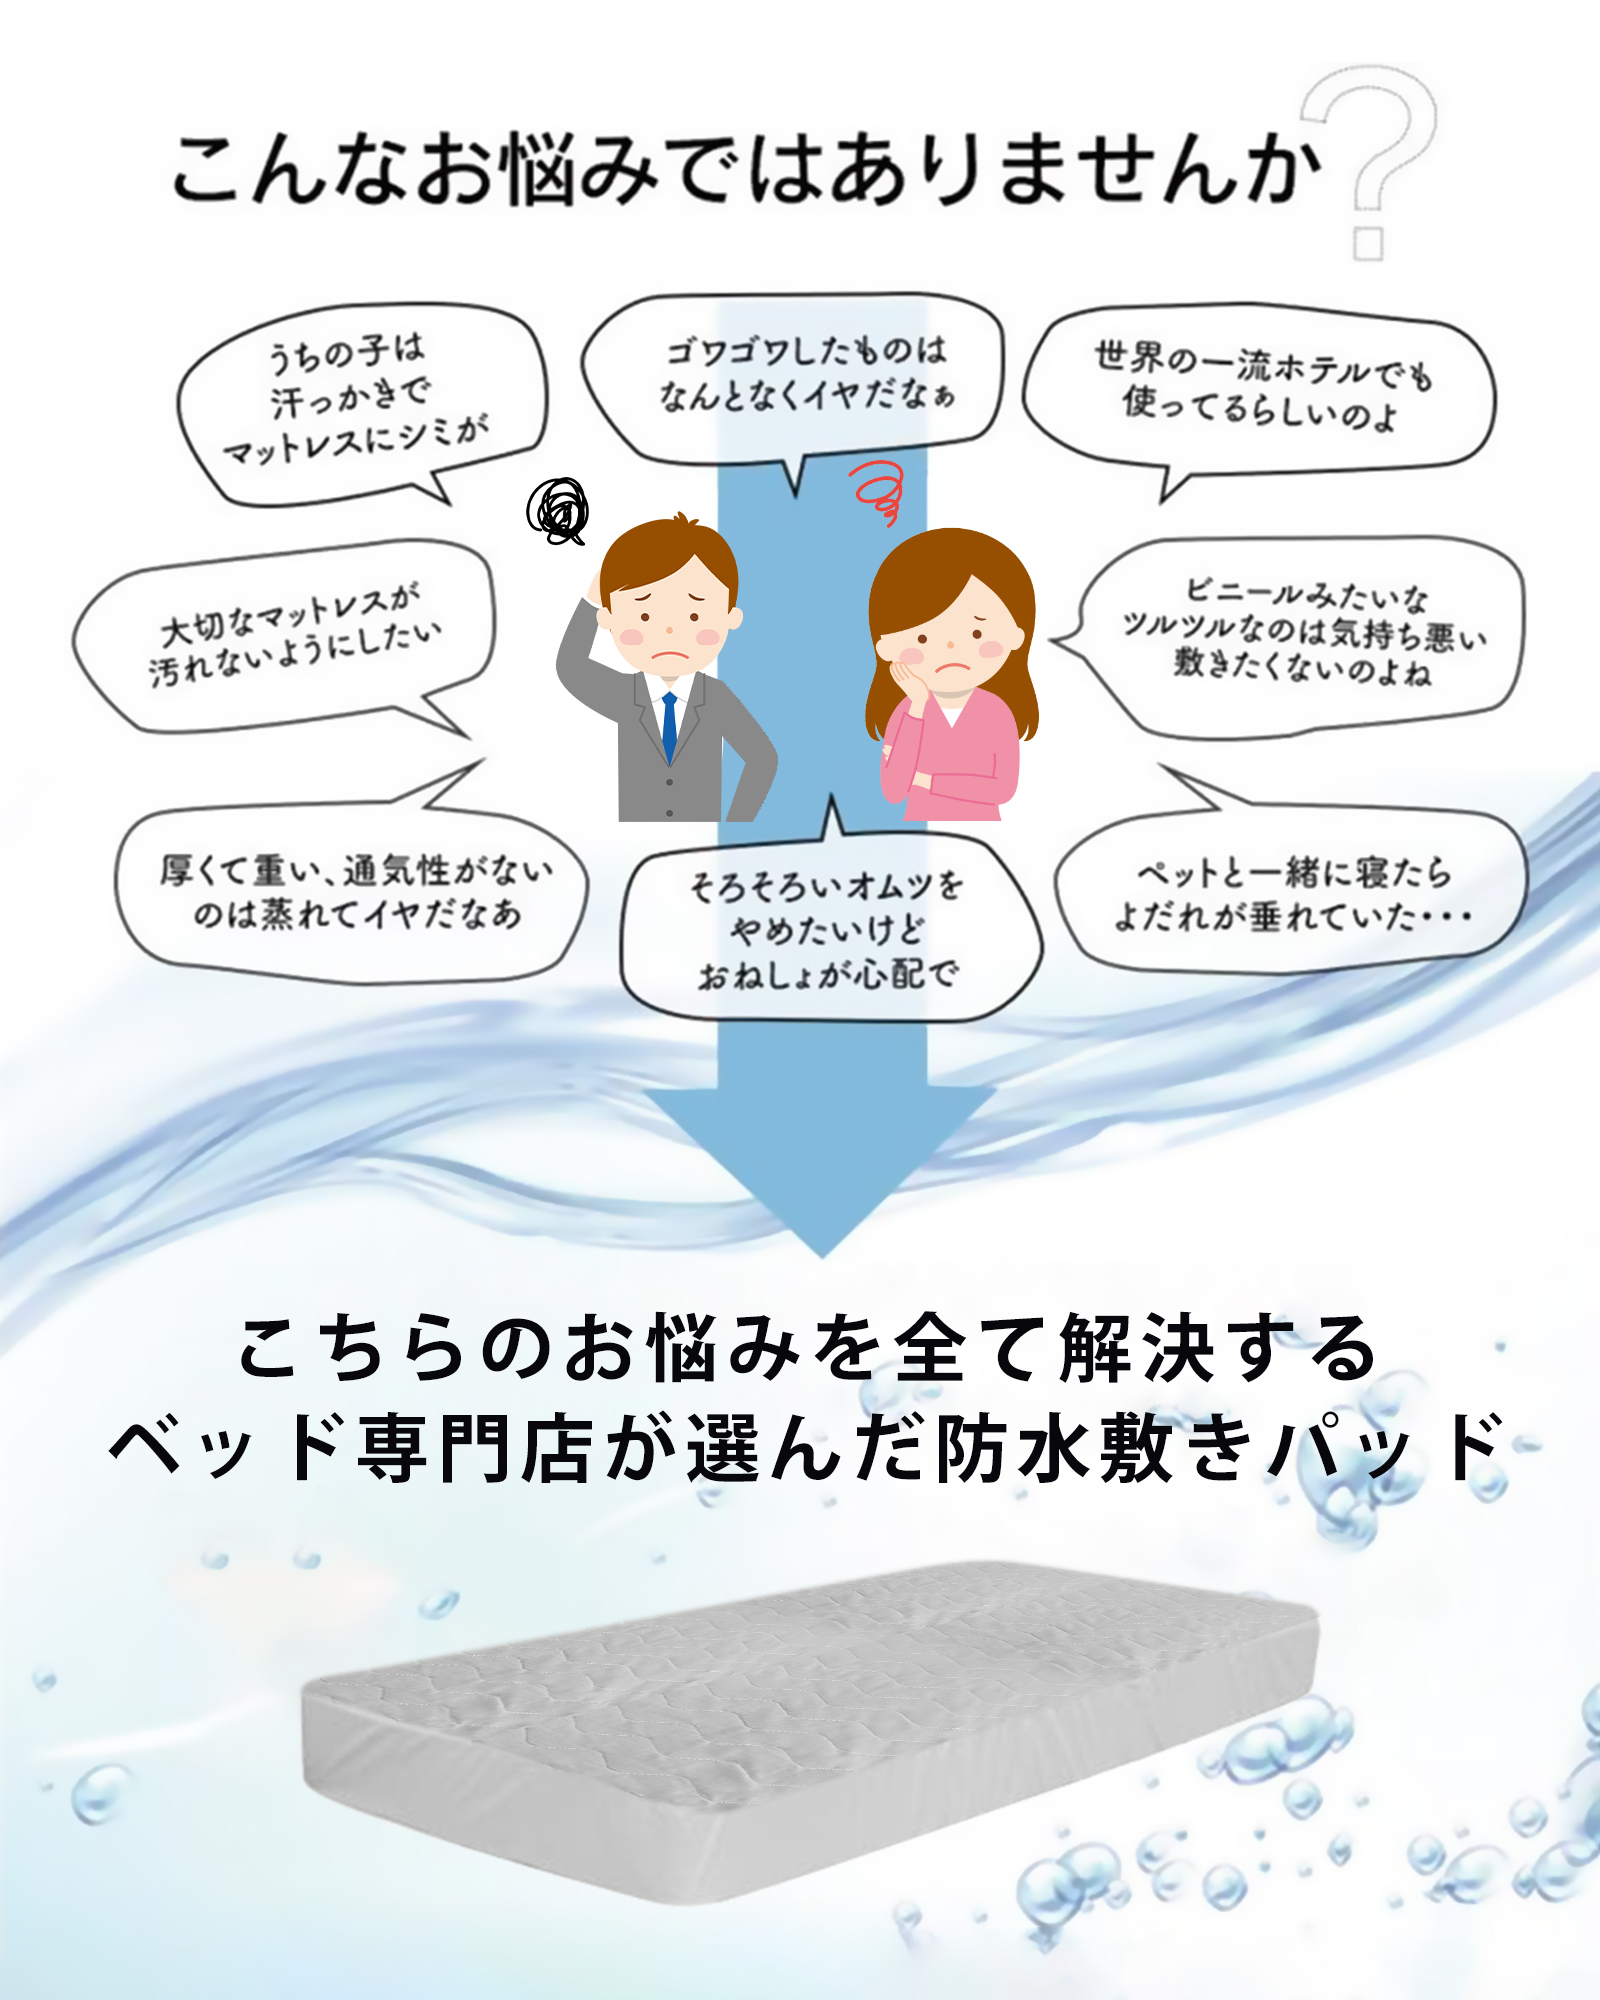 こんなお悩みではありませんか?
うちの子は
汗っかきで
マットレスにシミが
ゴワゴワしたものは
なんとなくイヤだなぁ
世界の一流ホテルでも
使ってるらしいのよ
大切なマットレスが
汚れないようにしたい
ビニールみたいな
ツルツルなのは気持ち悪い
敷きたくないのよね
厚くて重い、通気性がない
のは蒸れてイヤだなあ
そろそろいオムツを
やめたいけど
おねしょが心配で
ペットと一緒に寝たら
よだれが垂れていた・・・
こちらのお悩みを全て解決する
ベッド専門店が選んだ防水敷きパッド